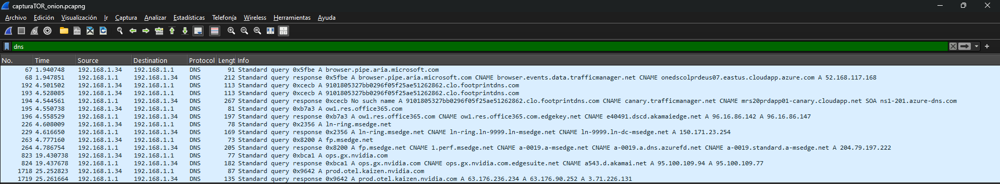 capturaTOR_onion.pcapng
Archivo Edición Visualización Ir Captura Analizar Estadísticas Telefonía Wireless Herramientas Ayuda
dns
No. Time Source Destination Protocol Lengt Info
67 1.940748 192.168.1.34 192.168.1.1 DNS 91 Standard query 0x5fbe A browser.pipe.aria.microsoft.com
68 1.947851 192.168.1.1 192.168.1.34 DNS 212 Standard query response 0x5fbe A browser.pipe.aria.microsoft.com CNAME browser.events.data.trafficmanager.net CNAME onedscolprdeus07.eastus.cloudapp.azure.com A 52.168.117.168
192 4.501502 192.168.1.34 192.168.1.1 DNS 113 Standard query 0xcecb A 9101805327bb0296f05f25ae51262862.clo.footprintdns.com
193 4.528085 192.168.1.34 192.168.1.1 DNS 113 Standard query 0xcecb A 9101805327bb0296f05f25ae51262862.clo.footprintdns.com
194 4.544561 192.168.1.1 192.168.1.34 DNS 267 Standard query response 0xcecb No such name A 9101805327bb0296f05f25ae51262862.clo.footprintdns.com CNAME canary.trafficmanager.net CNAME mrs20prdapp01-canary.cloudapp.net SOA ns1-201.azure-dns.com
195 4.550738 192.168.1.34 192.168.1.1 DNS 81 Standard query 0xb7a3 A ow1.res.office365.com
196 4.558529 192.168.1.1 192.168.1.34 DNS 197 Standard query response 0xb7a3 A ow1.res.office365.com CNAME ow1.res.office365.com.edgekey.net CNAME e40491.dscd.akamaiedge.net A 96.16.86.142 A 96.16.86.147
226 4.608009 192.168.1.34 192.168.1.1 DNS 78 Standard query 0x2356 A ln-ring.msedge.net
229 4.616650 192.168.1.1 192.168.1.34 DNS 169 Standard query response 0x2356 A ln-ring.msedge.net CNAME ln-ring.ln-9999.ln-msedge.net CNAME ln-9999.ln-dc-msedge.net A 150.171.23.254
263 4.777160 192.168.1.34 192.168.1.1 DNS 73 Standard query 0x8200 A fp.msedge.net
264 4.786754 192.168.1.1 192.168.1.34 DNS 205 Standard query response 0x8200 A fp.msedge.net CNAME 1.perf.msedge.net CNAME a-0019.a-msedge.net CNAME a-0019.a.dns.azurefd.net CNAME a-0019.standard.a-msedge.net A 204.79.197.222
823 19.430738 192.168.1.34 192.168.1.1 DNS 77 Standard query 0xbca1 A ops.gx.nvidia.com
824 19.437678 192.168.1.1 192.168.1.34 DNS 182 Standard query response 0xbca1 A ops.gx.nvidia.com CNAME ops.gx.nvidia.com.edgesuite.net CNAME a543.d.akamai.net A 95.100.109.94 A 95.100.109.77
1718 25.252823 192.168.1.34 192.168.1.1 DNS 87 Standard query 0x9642 A prod.otel.kaizen.nvidia.com
1719 25.261664 192.168.1.1 192.168.1.34 DNS 135 Standard query response 0x9642 A prod.otel.kaizen.nvidia.com A 63.176.236.234 A 63.176.90.252 A 3.71.226.131